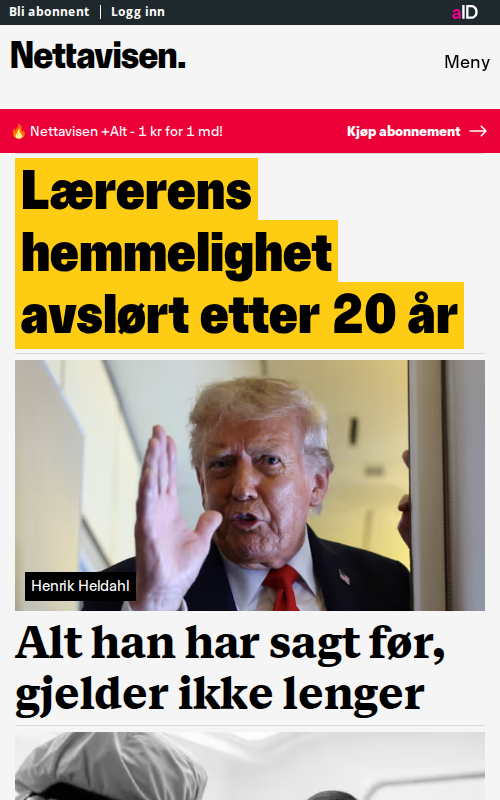 Bli abonnent | Logg inn
aID
Nettavisen.
Meny
🔥 Nettavisen +Alt - 1 kr for 1 md!
Kjøp abonnement →
Lærerens
hemmelighet
avslørt etter 20 år
Henrik Heldahl
Alt han har sagt før,
gjelder ikke lenger